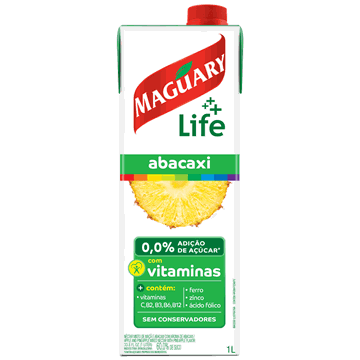 MAGUARY
Life
abacaxi
0,0% ADIÇÃO
DE AÇÚCAR*
com
vitaminas
+ contém:
• vitaminas
C,B2,B3,B6,B12
• ferro
• zinco
• ácido fólico
SEM CONSERVADORES
1L